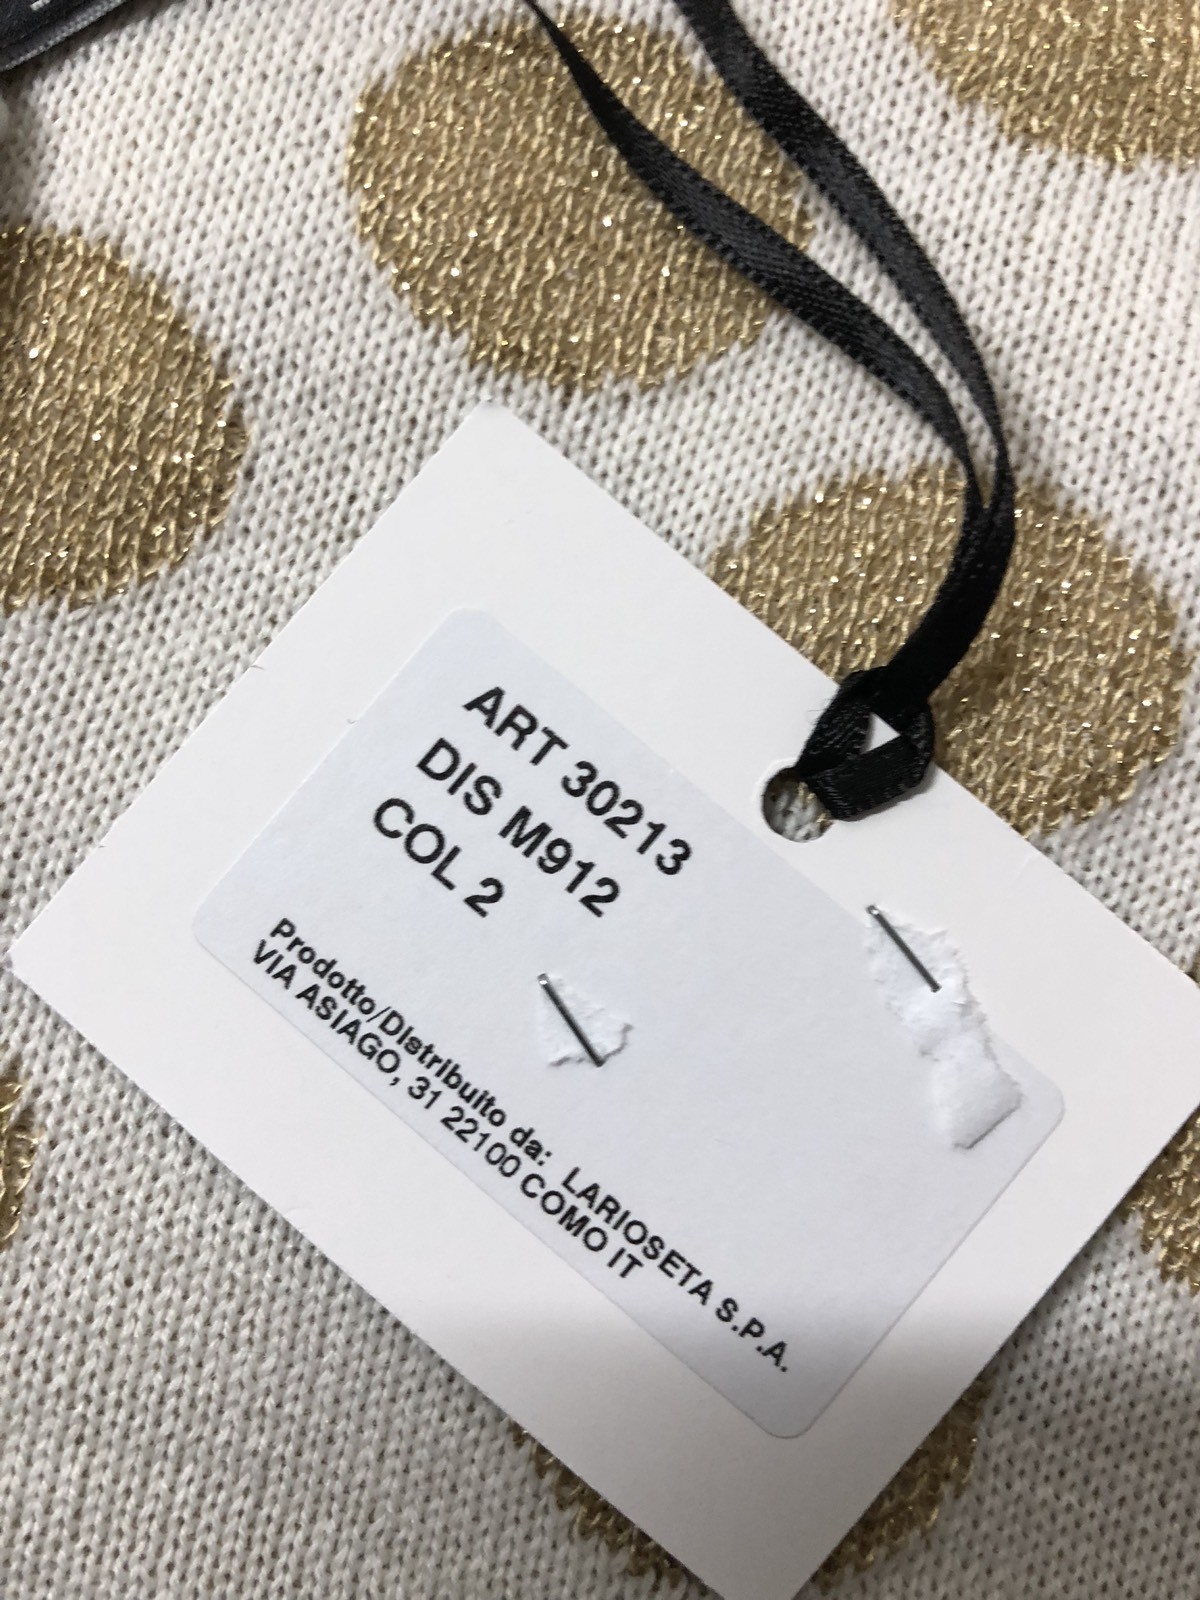 ART 30213
DIS M912
COL 2
Prodotto/Distribuito da: LARIOSETA S.P.A.
VIA ASIAGO, 31 22100 COMO IT